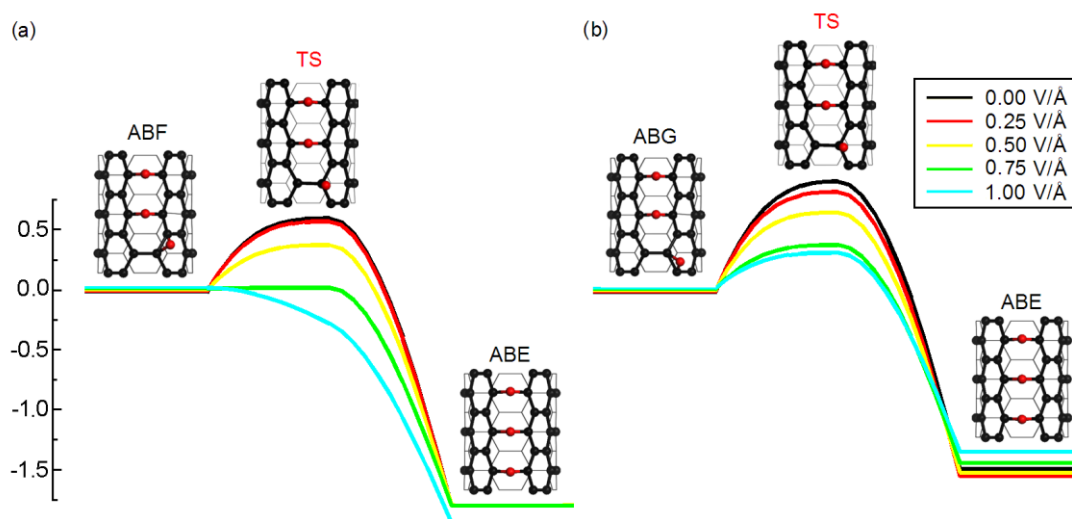 (a)
TS
ABF
0.5
0.0
-0.5
-1.0
-1.5
ABE
(b)
TS
ABG
ABE
0.00 V/Å
0.25 V/Å
0.50 V/Å
0.75 V/Å
1.00 V/Å